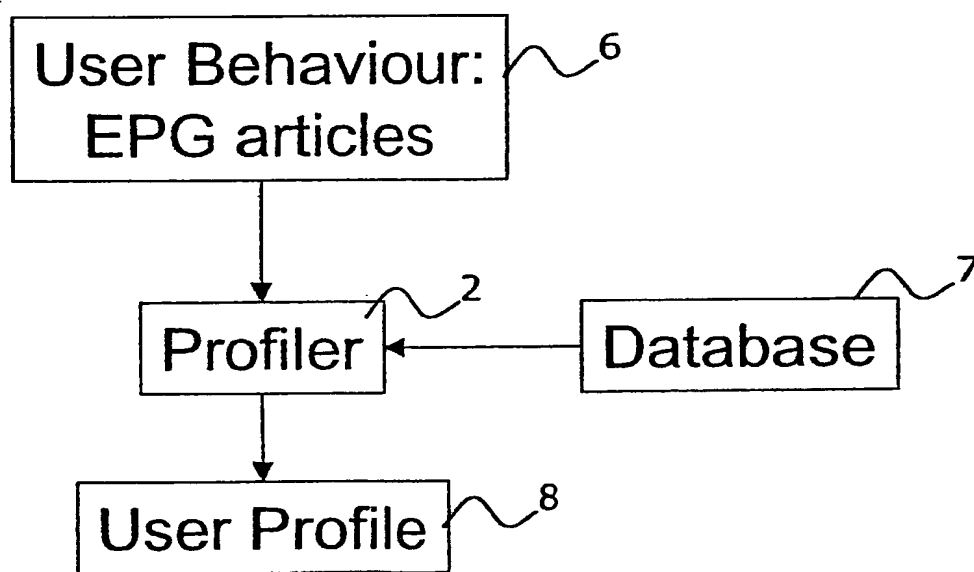 User Behaviour:
EPG articles
6
2
Profiler
7
Database
User Profile
8